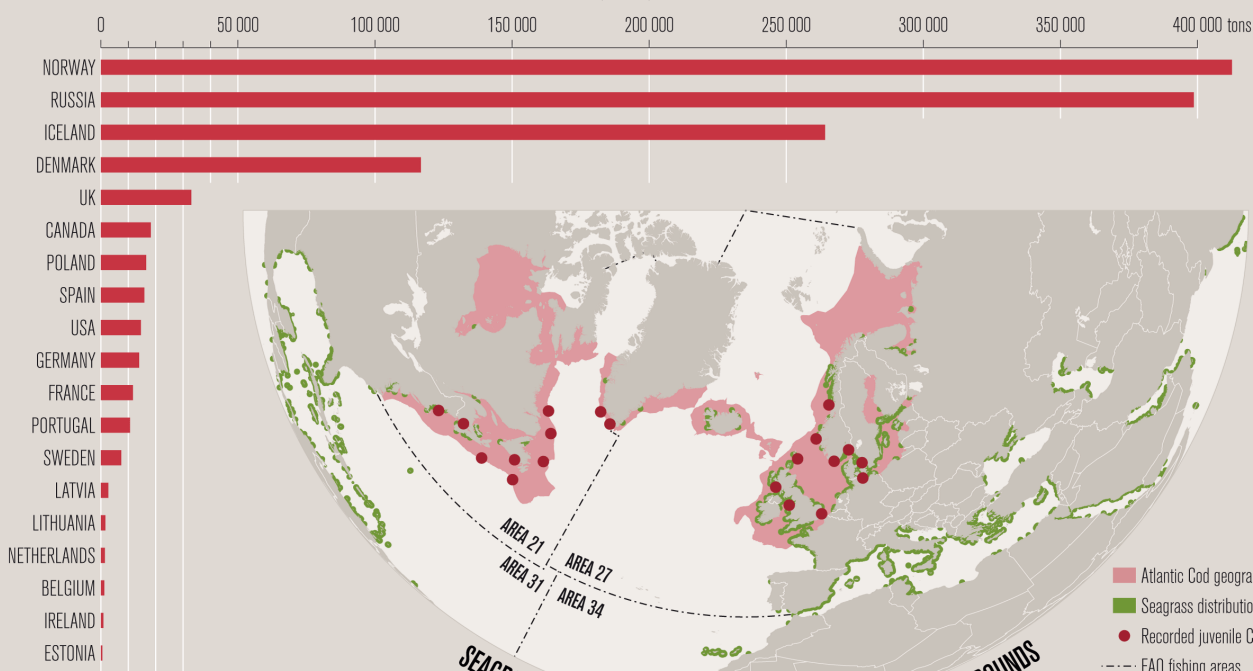 0 50 000 100 000 150 000 200 000 250 000 300 000 350 000 400 000 tons
NORWAY
RUSSIA
ICELAND
DENMARK
UK
CANADA
POLAND
SPAIN
USA
GERMANY
FRANCE
PORTUGAL
SWEDEN
LATVIA
LITHUANIA
NETHERLANDS
BELGIUM
IRELAND
ESTONIA
AREA 21
AREA 27
AREA 31
AREA 34
Atlantic Cod geogra
Seagrass distributio
Recorded juvenile C
FAO fishing areas
SEAGR
OUNDS